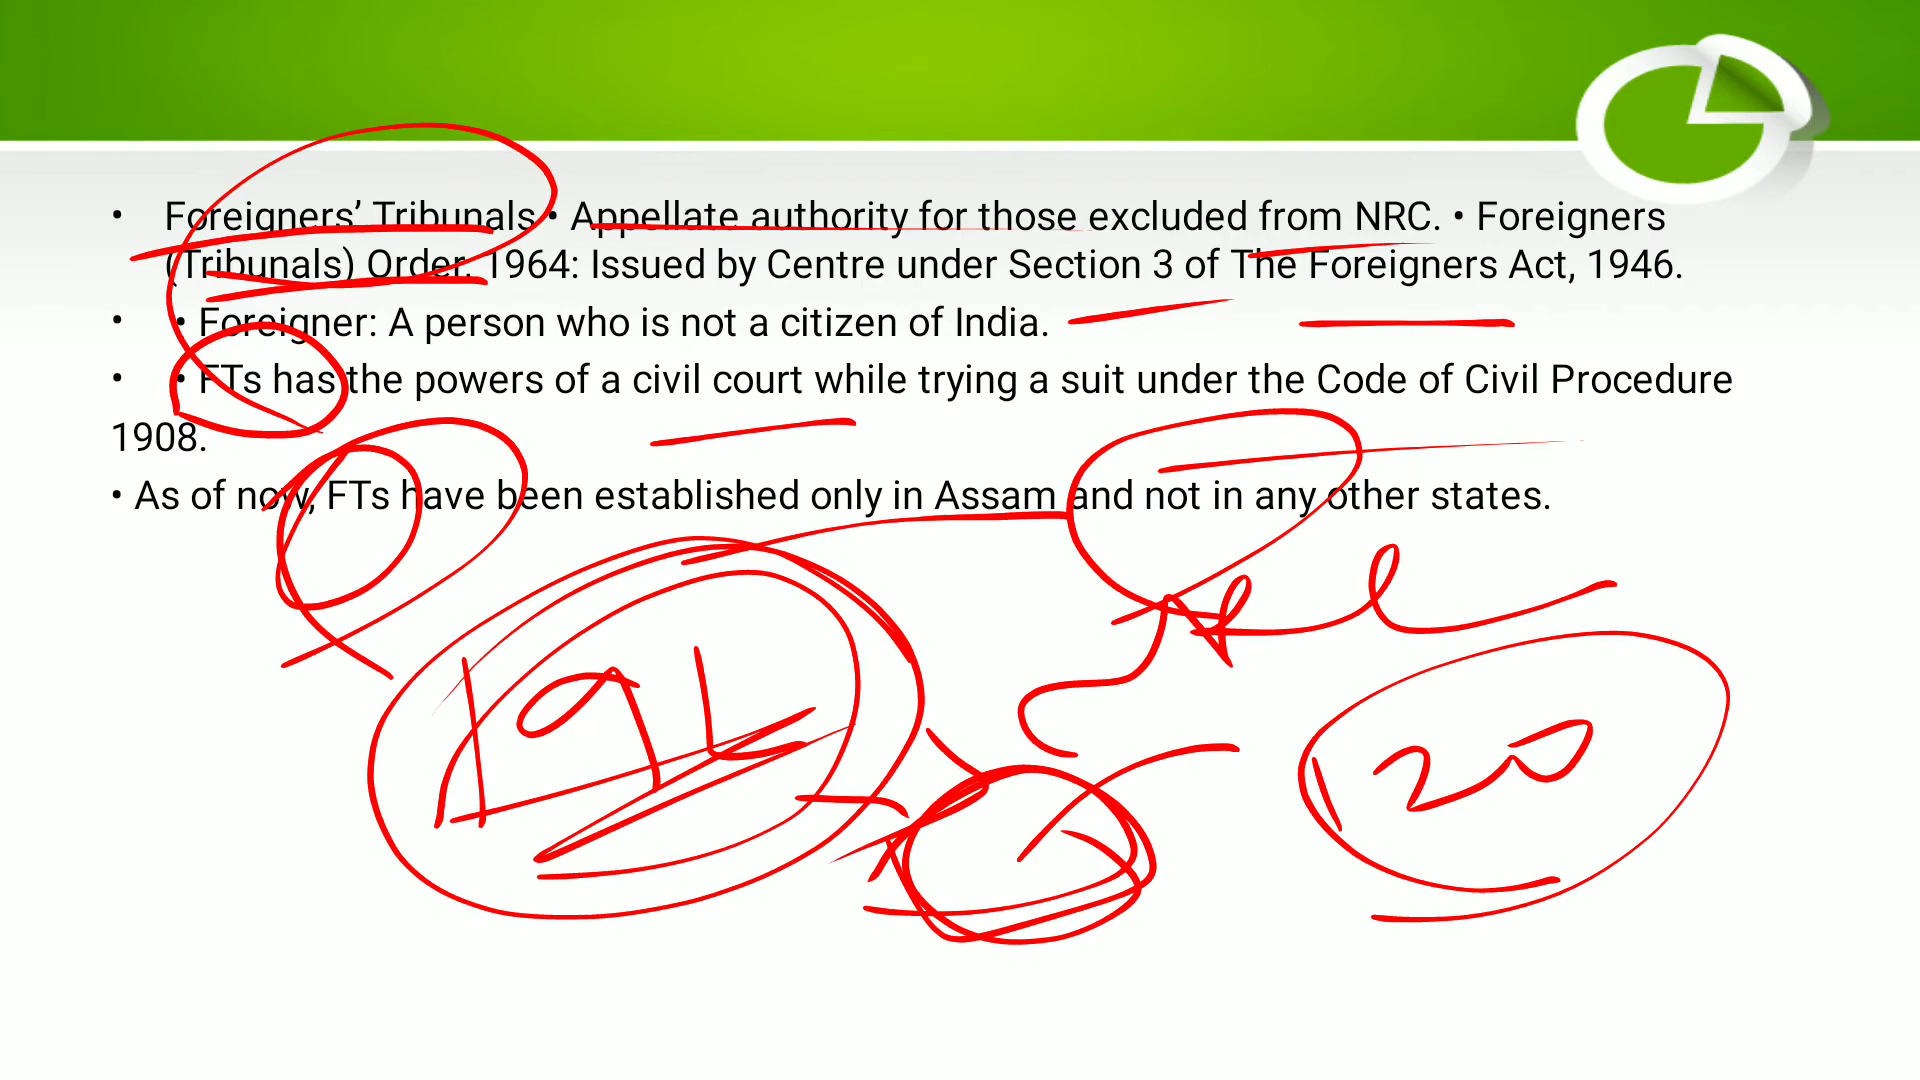 • Foreigners’ Tribunals • Appellate authority for those excluded from NRC. • Foreigners
(Tribunals) Order, 1964: Issued by Centre under Section 3 of The Foreigners Act, 1946.
• • Foreigner: A person who is not a citizen of India.
• • FTs has the powers of a civil court while trying a suit under the Code of Civil Procedure
1908.
• As of now, FTs have been established only in Assam and not in any other states.
120